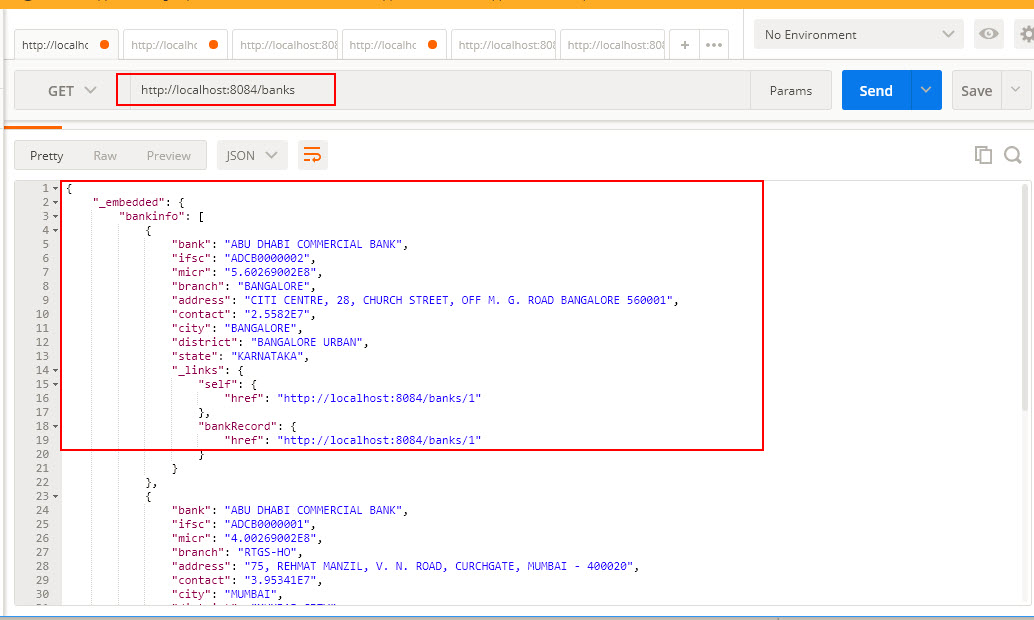 http://localhc http://localhc http://localhost:808 http://localhc http://localhost:808 http://localhost:808 + ••• No Environment
GET http://localhost:8084/banks Params Send Save
Pretty Raw Preview JSON
1 {
2 "_embedded": {
3 "bankinfo": [
4 {
5 "bank": "ABU DHABI COMMERCIAL BANK",
6 "ifsc": "ADCB0000002",
7 "micr": "5.60269002E8",
8 "branch": "BANGALORE",
9 "address": "CITI CENTRE, 28, CHURCH STREET, OFF M. G. ROAD BANGALORE 560001",
10 "contact": "2.5582E7",
11 "city": "BANGALORE",
12 "district": "BANGALORE URBAN",
13 "state": "KARNATAKA",
14 "_links": {
15 "self": {
16 "href": "http://localhost:8084/banks/1"
17 },
18 "bankRecord": {
19 "href": "http://localhost:8084/banks/1"
20 }
21 }
22 },
23 {
24 "bank": "ABU DHABI COMMERCIAL BANK",
25 "ifsc": "ADCB0000001",
26 "micr": "4.00269002E8",
27 "branch": "RTGS-HO",
28 "address": "75, REHMAT MANZIL, V. N. ROAD, CURCHGATE, MUMBAI - 400020",
29 "contact": "3.95341E7",
30 "city": "MUMBAI",